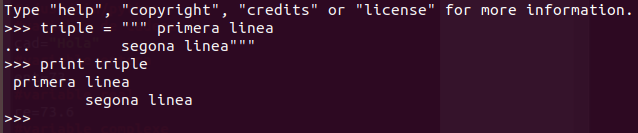 Type "help", "copyright", "credits" or "license" for more information.
>>> triple = """ primera linea
...          segona linea"""
>>> print triple
 primera linea
         segona linea
>>>